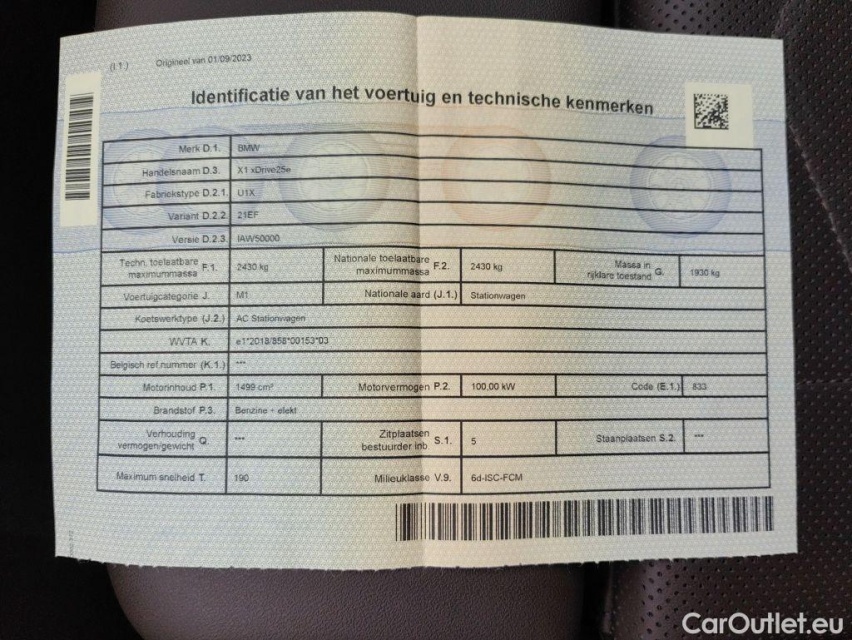 (I.1.) Origineel van 01/09/2023
Identificatie van het voertuig en technische kenmerken
Merk D.1. BMW
Handelsnaam D.3. X1 xDrive25e
Fabriekstype D.2.1. U1X
Variant D.2.2. 21EF
Versie D.2.3. IAW50000
Techn. toelaatbare maximummassa F.1. 2430 kg Nationale toelaatbare maximummassa F.2. 2430 kg Massa in rijklare toestand G. 1930 kg
Voertuigcategorie J. M1 Nationale aard (J.1.) Stationwagen
Koetswerktype (J.2.) AC Stationwagen
WVTA K. e1*2018/858*00153*03
Belgisch ref.nummer (K.1.) ***
Motorinhoud P.1. 1499 cm³ Motorvermogen P.2. 100,00 kW Code (E.1.) 833
Brandstof P.3. Benzine + elekt
Verhouding vermogen/gewicht Q. *** Zitplaatsen bestuurder inb S.1. 5 Staanplaatsen S.2. ***
Maximum snelheid T. 190 Milieuklasse V.9. 6d-ISC-FCM
CarOutlet.eu